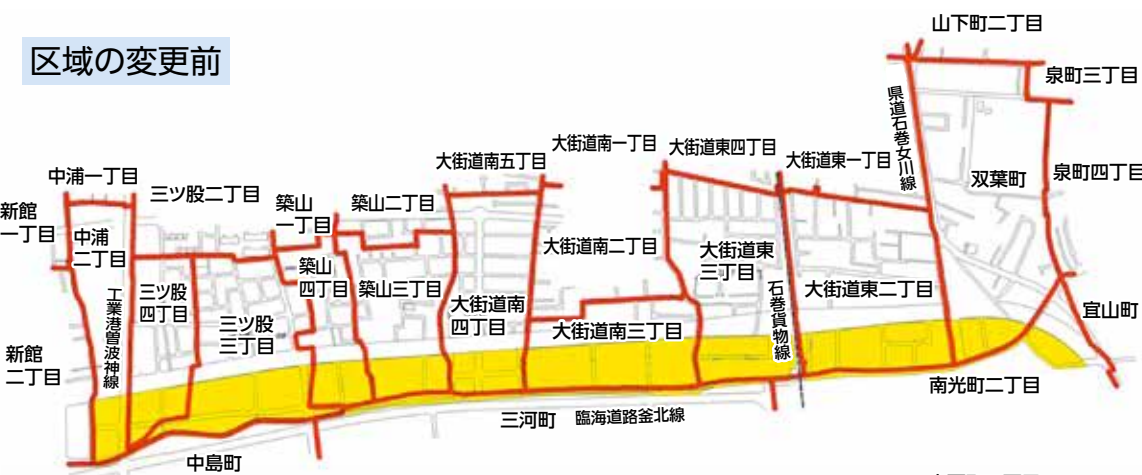 区域の変更前
山下町二丁目
泉町三丁目
県道石巻女川線
大街道南一丁目
大街道東四丁目
大街道東一丁目
大街道南五丁目
双葉町
泉町四丁目
中浦一丁目
三ツ股二丁目
築山
一丁目
築山二丁目
新館
一丁目
中浦
二丁目
大街道南二丁目
大街道東
三丁目
築山
四丁目
築山三丁目
工業港曽波神線
三ツ股
四丁目
三ツ股
三丁目
大街道南
四丁目
大街道南三丁目
石巻貨物線
大街道東二丁目
宜山町
新館
二丁目
南光町二丁目
三河町
臨海道路釜北線
中島町